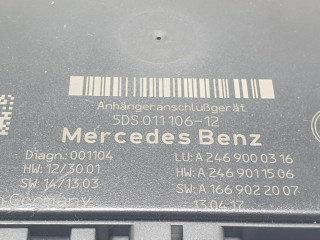 Anhängeranschlußgerät
5DS 011 106-12
Mercedes Benz
Diagn.: 001104 LU: A 246 900 03 16
HW: 12/30.01 HW: A 246 901 15 06
SW: 14/13.03 SW: A 166 902 20 07
Germany 13.04.17